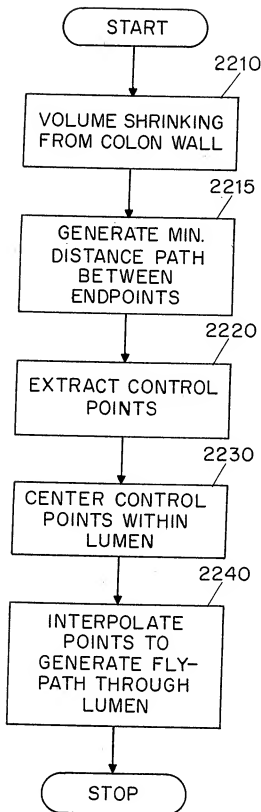 START
2210
VOLUME SHRINKING
FROM COLON WALL
2215
GENERATE MIN.
DISTANCE PATH
BETWEEN
ENDPOINTS
2220
EXTRACT CONTROL
POINTS
2230
CENTER CONTROL
POINTS WITHIN
LUMEN
2240
INTERPOLATE
POINTS TO
GENERATE FLY-
PATH THROUGH
LUMEN
STOP